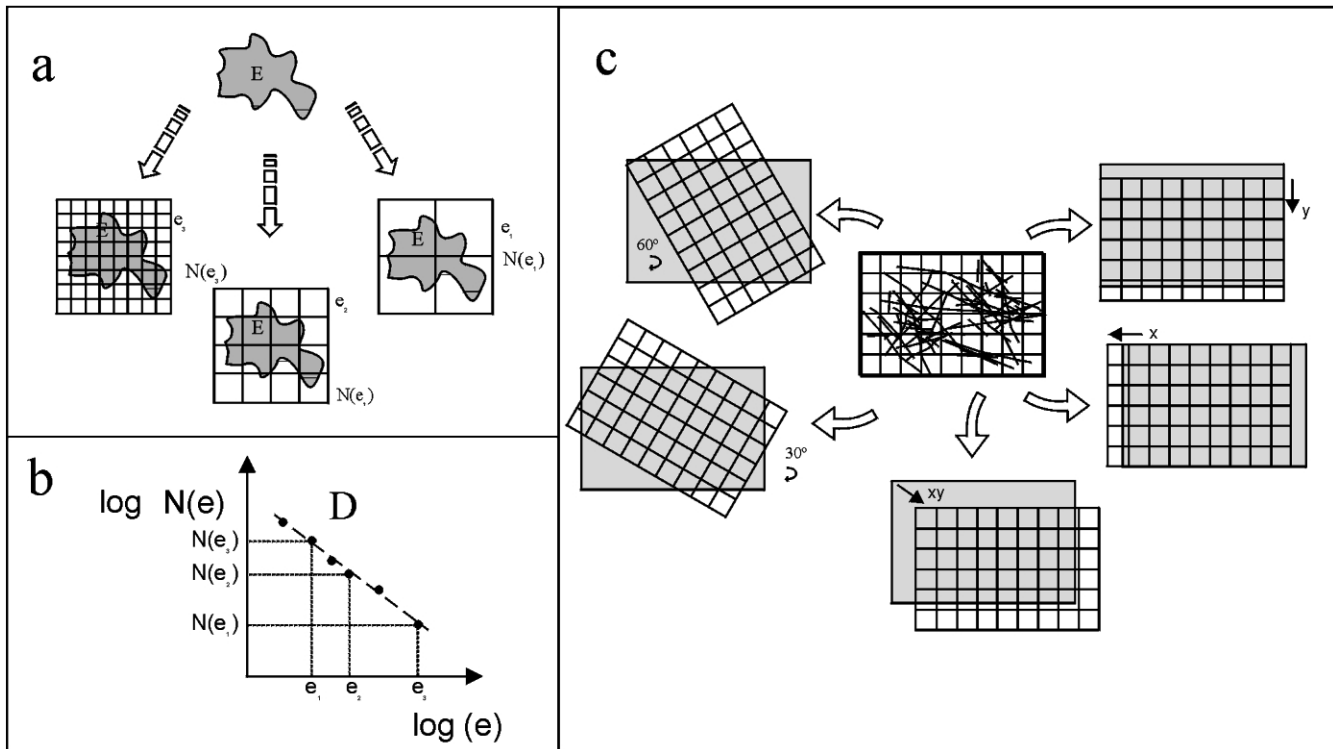 a
E
E
e₃
N(e₃)
E
e₂
N(e₁)
E
e₁
N(e₁)
b
log N(e)
D
N(e₃)
N(e₂)
N(e₁)
e₁ e₂ e₃
log (e)
c
60º
30º
xy
x
y